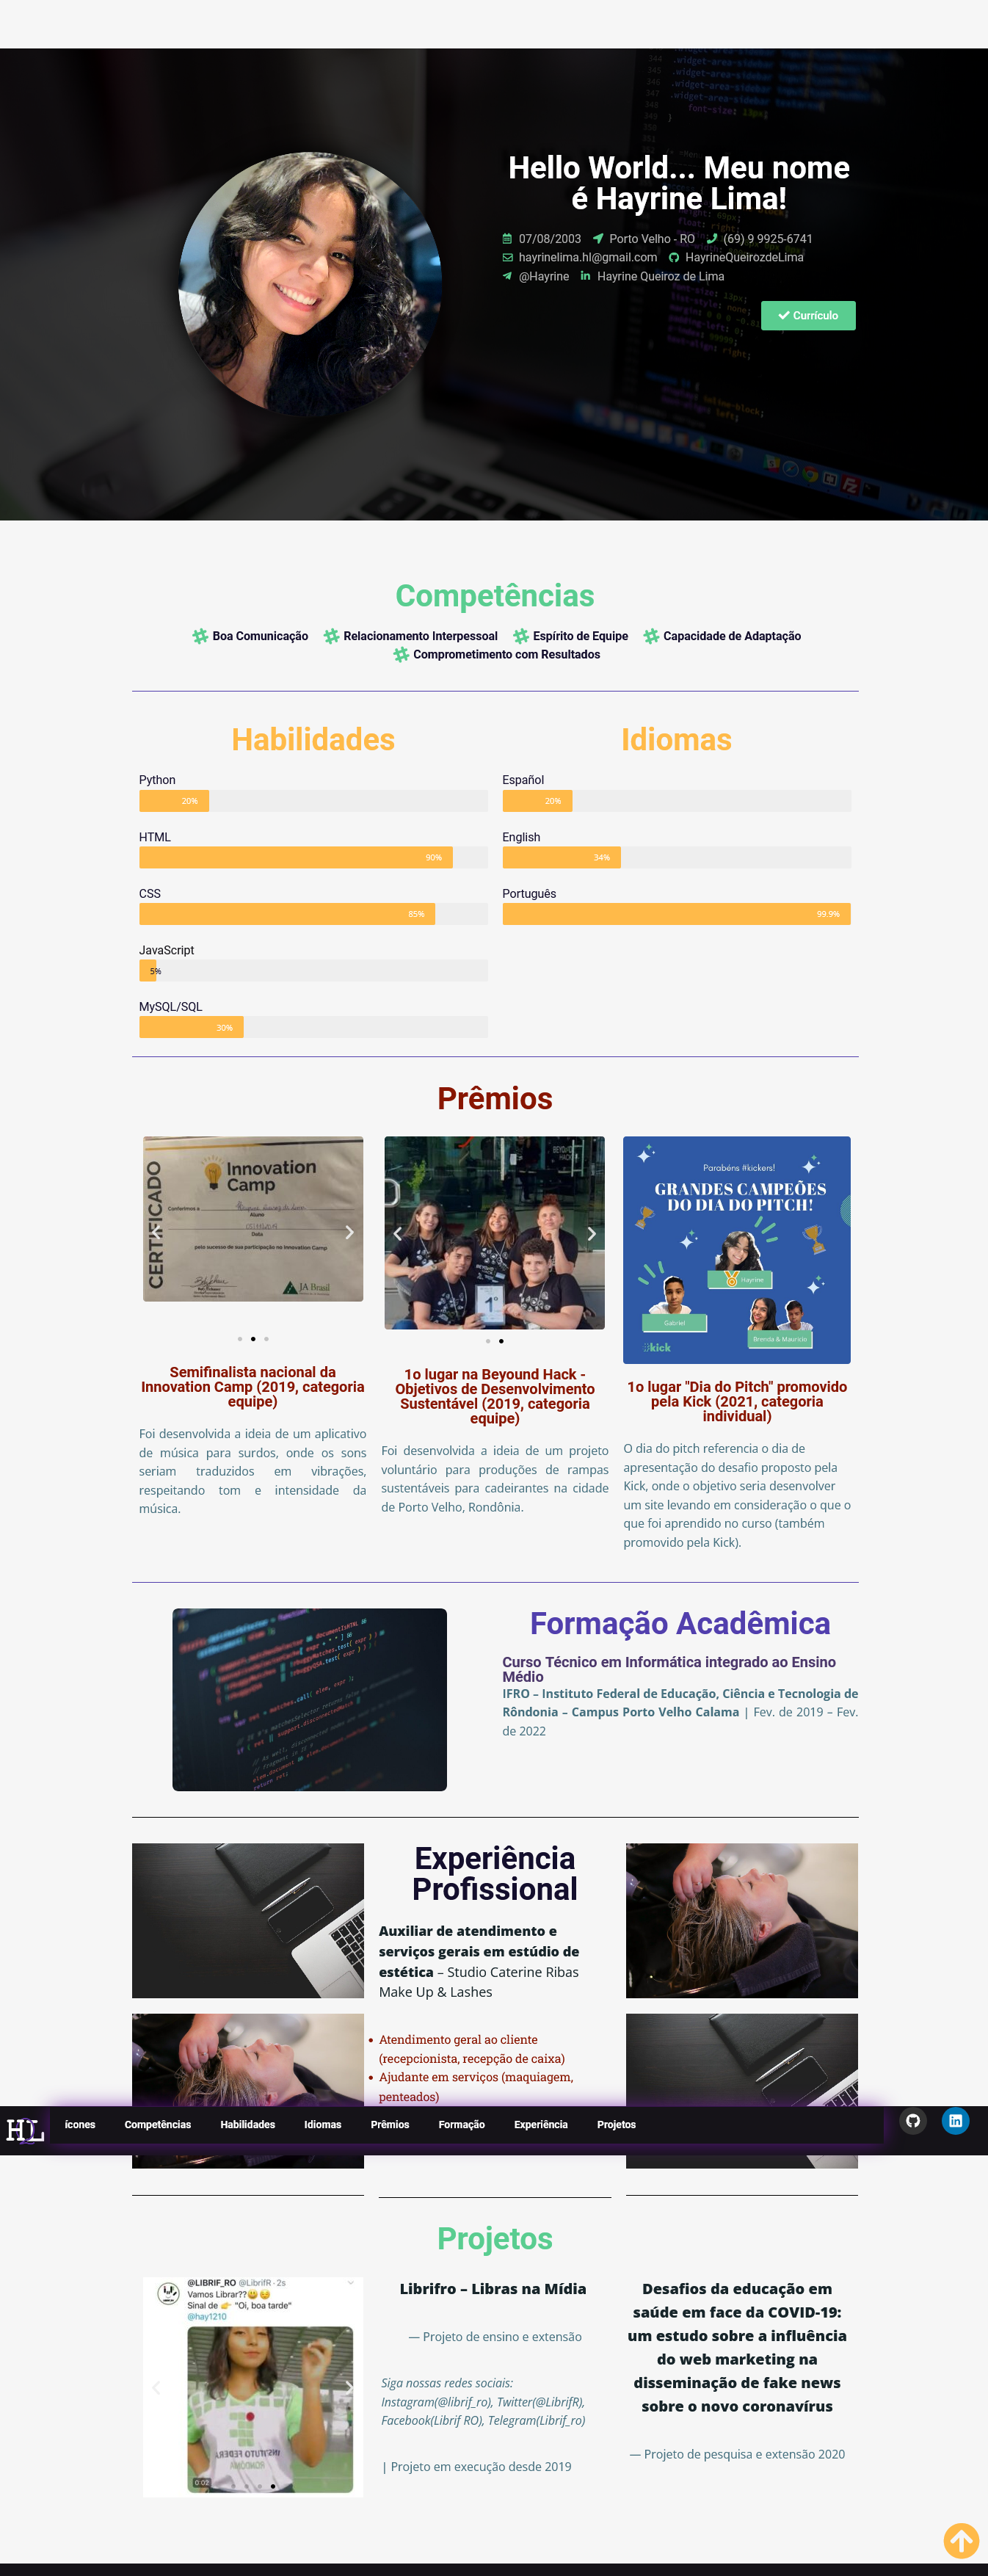 Hello World... Meu nome
é Hayrine Lima!
07/08/2003 Porto Velho - RO (69) 9 9925-6741
hayrinelima.hl@gmail.com HayrineQueirozdeLima
@Hayrine Hayrine Queiroz de Lima
Currículo
Competências
Boa Comunicação Relacionamento Interpessoal Espírito de Equipe Capacidade de Adaptação
Comprometimento com Resultados
Habilidades
Python
20%
HTML
90%
CSS
85%
JavaScript
5%
MySQL/SQL
30%
Idiomas
Español
20%
English
34%
Português
99.9%
Prêmios
CERTIFICADO
Innovation
Camp
Conferimos a
Aluno
Data
pelo sucesso de sua participação no Innovation Camp
JA Brasil
Semifinalista nacional da
Innovation Camp (2019, categoria
equipe)
Foi desenvolvida a ideia de um aplicativo
de música para surdos, onde os sons
seriam traduzidos em vibrações,
respeitando tom e intensidade da
música.
1º
1o lugar na Beyound Hack -
Objetivos de Desenvolvimento
Sustentável (2019, categoria
equipe)
Foi desenvolvida a ideia de um projeto
voluntário para produções de rampas
sustentáveis para cadeirantes na cidade
de Porto Velho, Rondônia.
Parabéns #kickers!
GRANDES CAMPEÕES
DO DIA DO PITCH!
Hayrine
Gabriel
Brenda & Maurício
kick
1o lugar "Dia do Pitch" promovido
pela Kick (2021, categoria
individual)
O dia do pitch referencia o dia de
apresentação do desafio proposto pela
Kick, onde o objetivo seria desenvolver
um site levando em consideração o que o
que foi aprendido no curso (também
promovido pela Kick).
Formação Acadêmica
Curso Técnico em Informática integrado ao Ensino
Médio
IFRO – Instituto Federal de Educação, Ciência e Tecnologia de
Rôndonia – Campus Porto Velho Calama | Fev. de 2019 – Fev.
de 2022
Experiência
Profissional
Auxiliar de atendimento e
serviços gerais em estúdio de
estética – Studio Caterine Ribas
Make Up & Lashes
Atendimento geral ao cliente
(recepcionista, recepção de caixa)
Ajudante em serviços (maquiagem,
penteados)
HL ícones Competências Habilidades Idiomas Prêmios Formação Experiência Projetos
Projetos
@LIBRIF_RO @LibrifR · 2s
Vamos Librar??
Sinal de "Oi, boa tarde"
@hay1210
INSTITUTO FEDERAL
RONDÔNIA
0:02
Librifro – Libras na Mídia
— Projeto de ensino e extensão
Siga nossas redes sociais:
Instagram(@librif_ro), Twitter(@LibrifR),
Facebook(Librif RO), Telegram(Librif_ro)
| Projeto em execução desde 2019
Desafios da educação em
saúde em face da COVID-19:
um estudo sobre a influência
do web marketing na
disseminação de fake news
sobre o novo coronavírus
— Projeto de pesquisa e extensão 2020